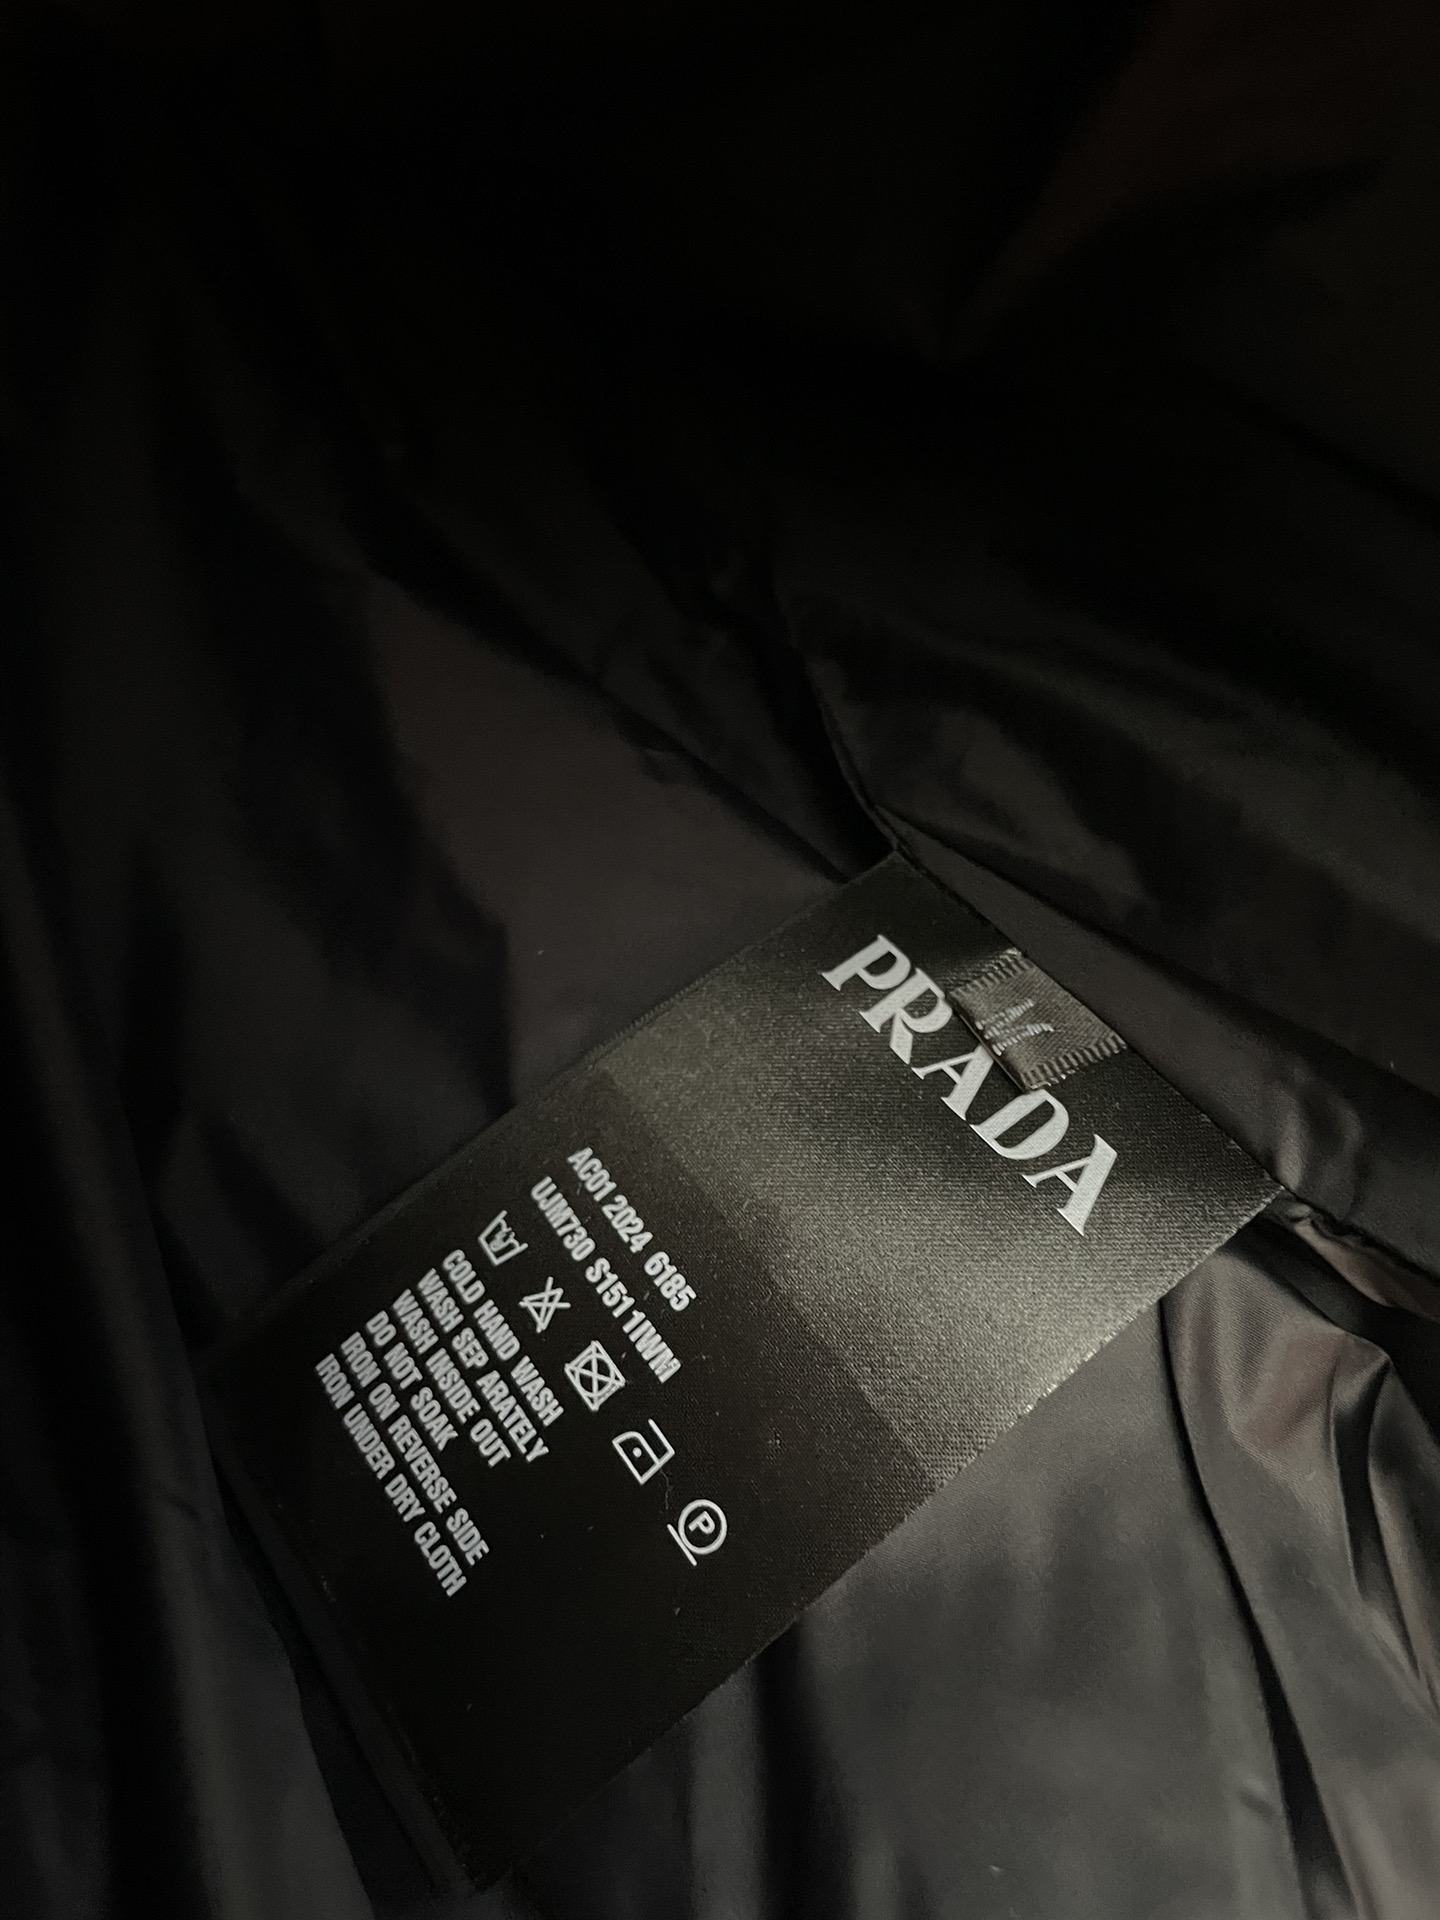 PRADA
M
AC01 2024 6185
UJM730 S151 1IWM
P
COLD HAND WASH
WASH SEP ARATELY
WASH INSIDE OUT
DO NOT SOAK
IRON ON REVERSE SIDE
IRON UNDER DRY CLOTH